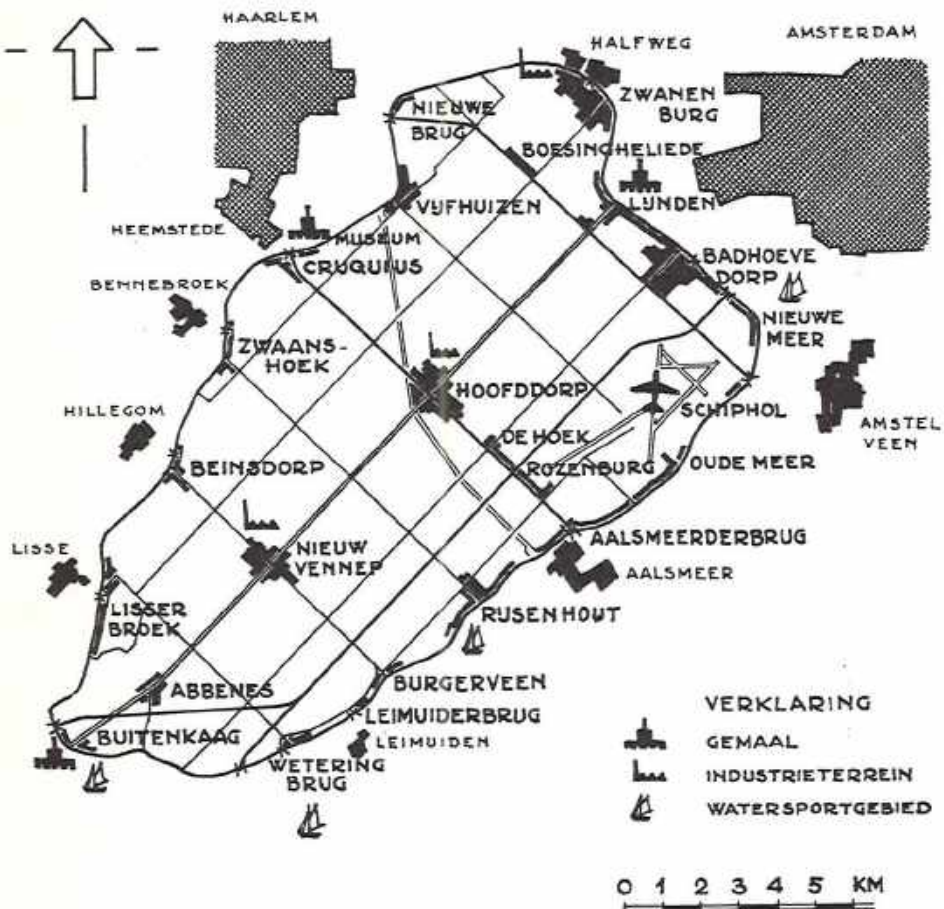 HAARLEM
AMSTERDAM
HALFWEG
ZWANEN
BURG
NIEUWE
BRUG
BOESINGHELIEDE
VIJFHUIZEN
LIJNDEN
HEEMSTEDE
MUSEUM
CRUQUIUS
BADHOEVE
DORP
BENNEBROEK
NIEUWE
MEER
ZWAANS-
HOEK
HOOFDDORP
SCHIPHOL
AMSTEL
VEEN
HILLEGOM
DE HOEK
BEINSDORP
ROZENBURG
OUDE MEER
AALSMEERDERBRUG
LISSE
NIEUW
VENNEP
AALSMEER
LISSER
BROEK
RIJSENHOUT
ABBENES
BURGERVEEN
LEIMUIDERBRUG
BUITENKAAG
LEIMUIDEN
WETERING
BRUG
VERKLARING
GEMAAL
INDUSTRIETERREIN
WATERSPORTGEBIED
0 1 2 3 4 5 KM